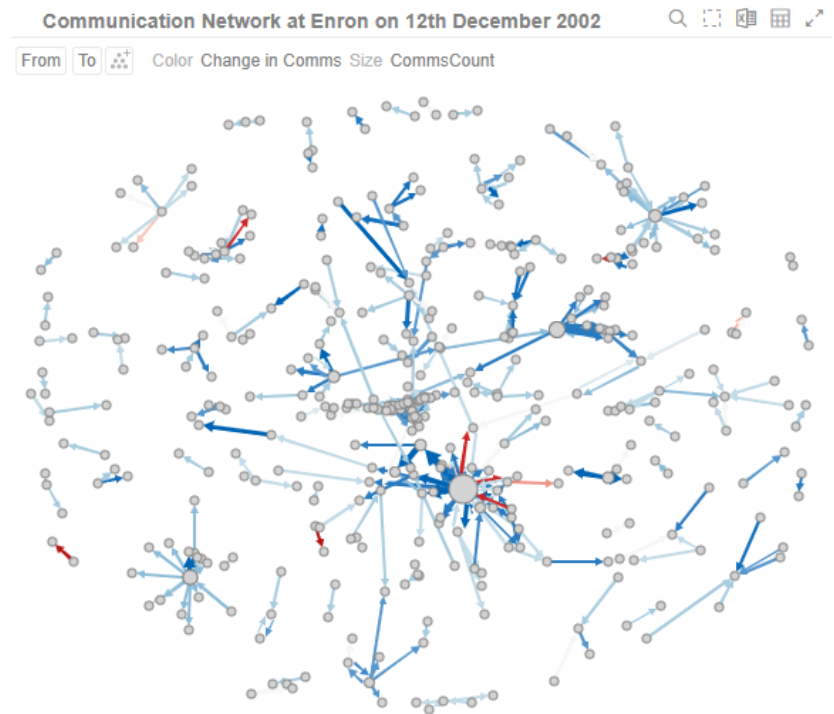 Communication Network at Enron on 12th December 2002
From To Color Change in Comms Size CommsCount